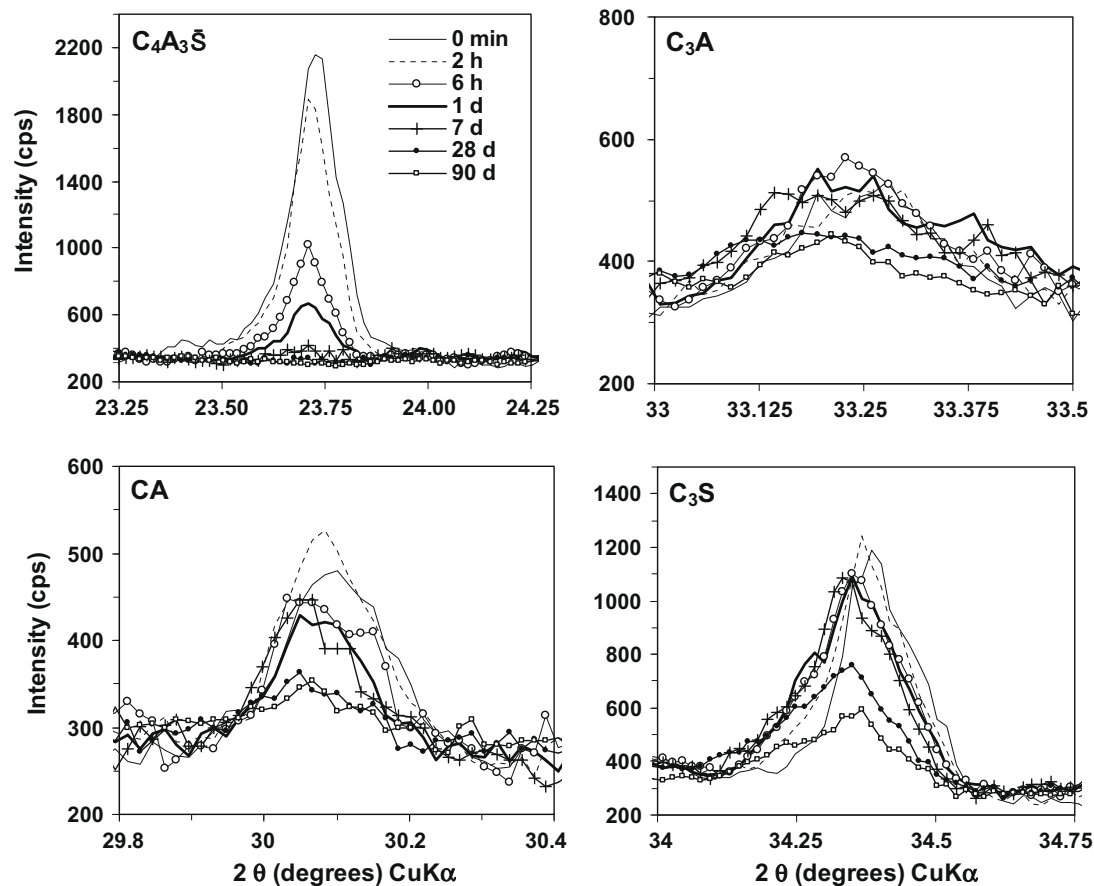 C₄A₃S̄
0 min
2 h
6 h
1 d
7 d
28 d
90 d
Intensity (cps)
2200
1800
1400
1000
600
200
23.25 23.50 23.75 24.00 24.25
C₃A
800
600
400
200
33 33.125 33.25 33.375 33.5
CA
Intensity (cps)
600
500
400
300
200
100
29.8 30 30.2 30.4
2 θ (degrees) CuKα
C₃S
1400
1200
1000
800
600
400
200
34 34.25 34.5 34.75
2 θ (degrees) CuKα